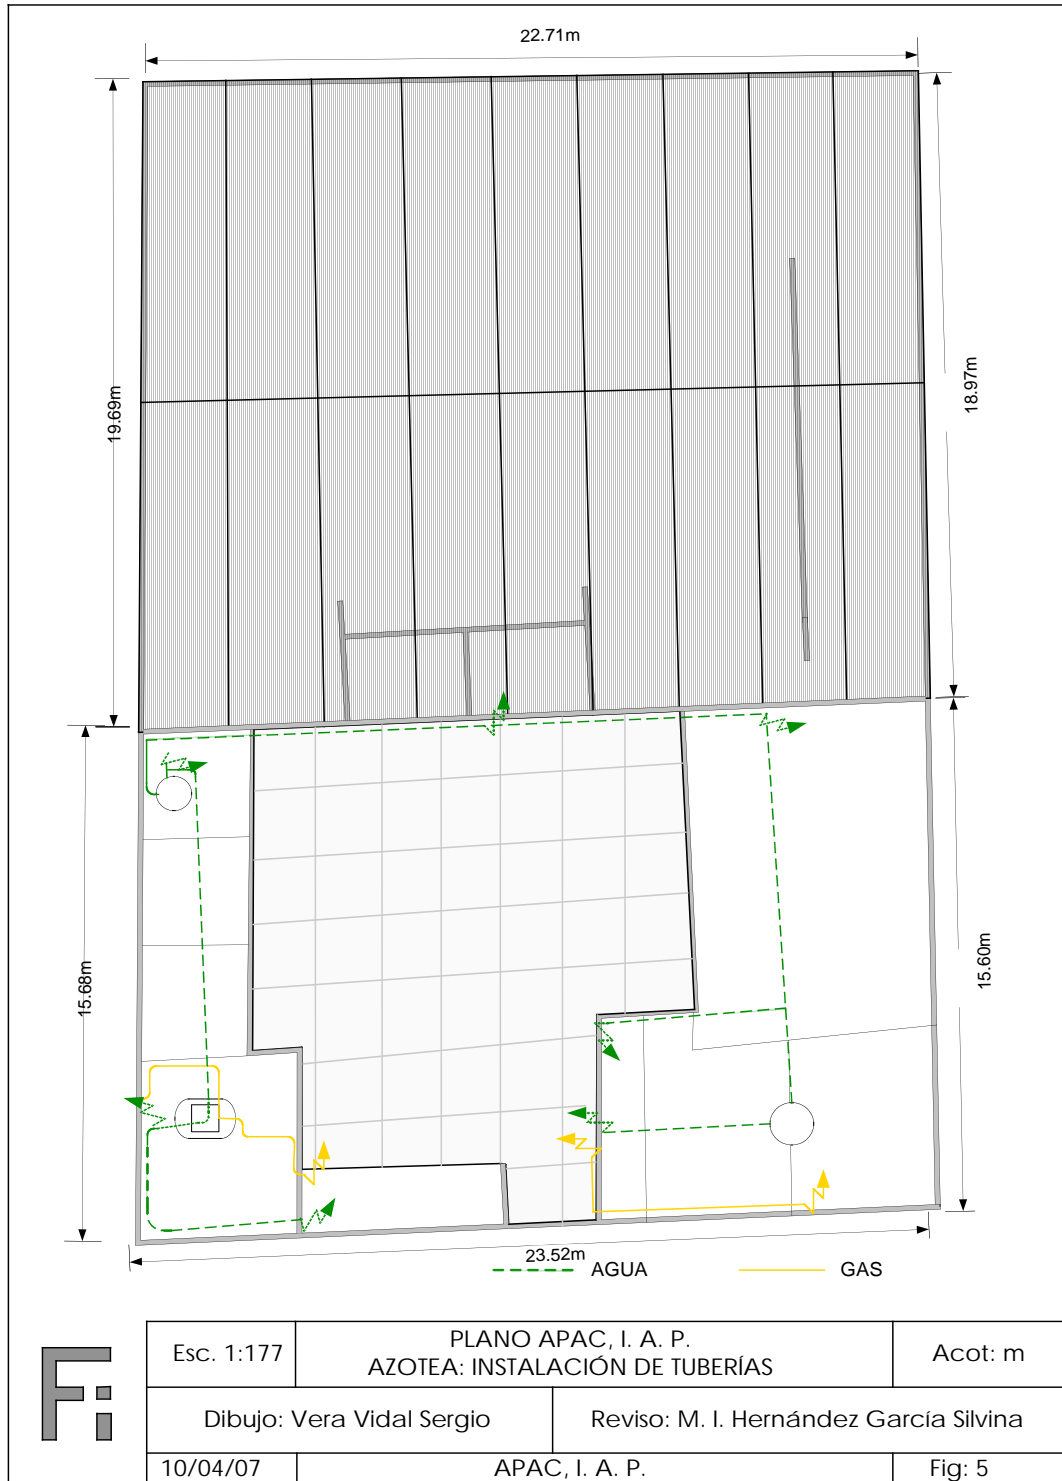 22.71m
19.69m
18.97m
15.68m
15.60m
23.52m
AGUA
GAS
Fi
Esc. 1:177
PLANO APAC, I. A. P.
AZOTEA: INSTALACIÓN DE TUBERÍAS
Acot: m
Dibujo: Vera Vidal Sergio
Reviso: M. I. Hernández García Silvina
10/04/07
APAC, I. A. P.
Fig: 5